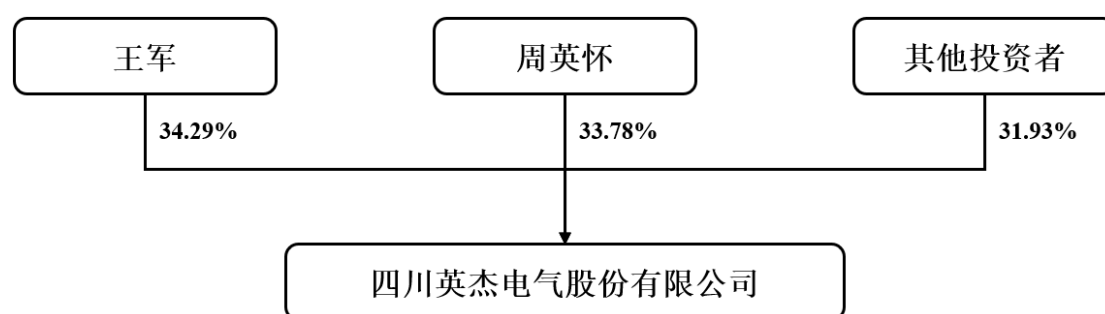 王军
周英怀
其他投资者
34.29%
33.78%
31.93%
四川英杰电气股份有限公司